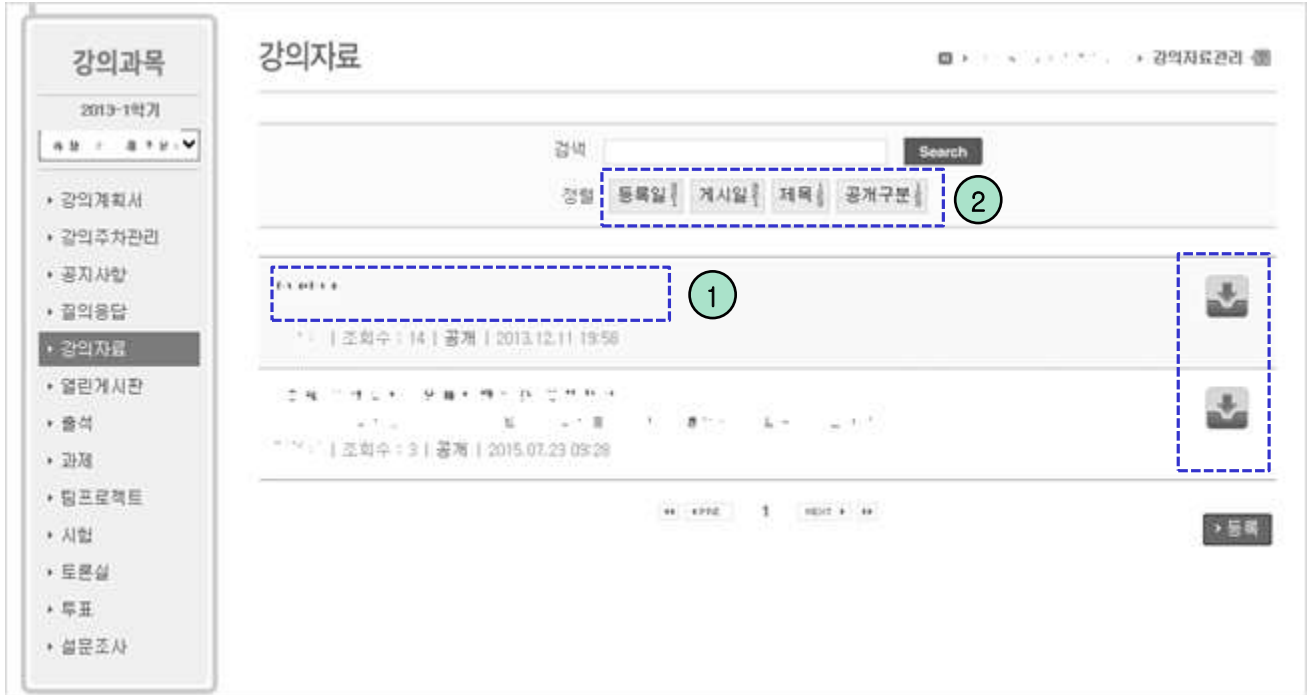 강의과목
2013-1학기
강의계획서
강의주차관리
공지사항
질의응답
강의자료
열린게시판
출석
과제
팀프로젝트
시험
토론실
투표
설문조사
강의자료
강의자료관리
검색 Search
정렬 등록일 게시일 제목 공개구분
2
1
| 조회수 : 14 | 공개 | 2013.12.11 19:58
| 조회수 : 3 | 공개 | 2015.07.23 09:28
PRE 1 NEXT
등록